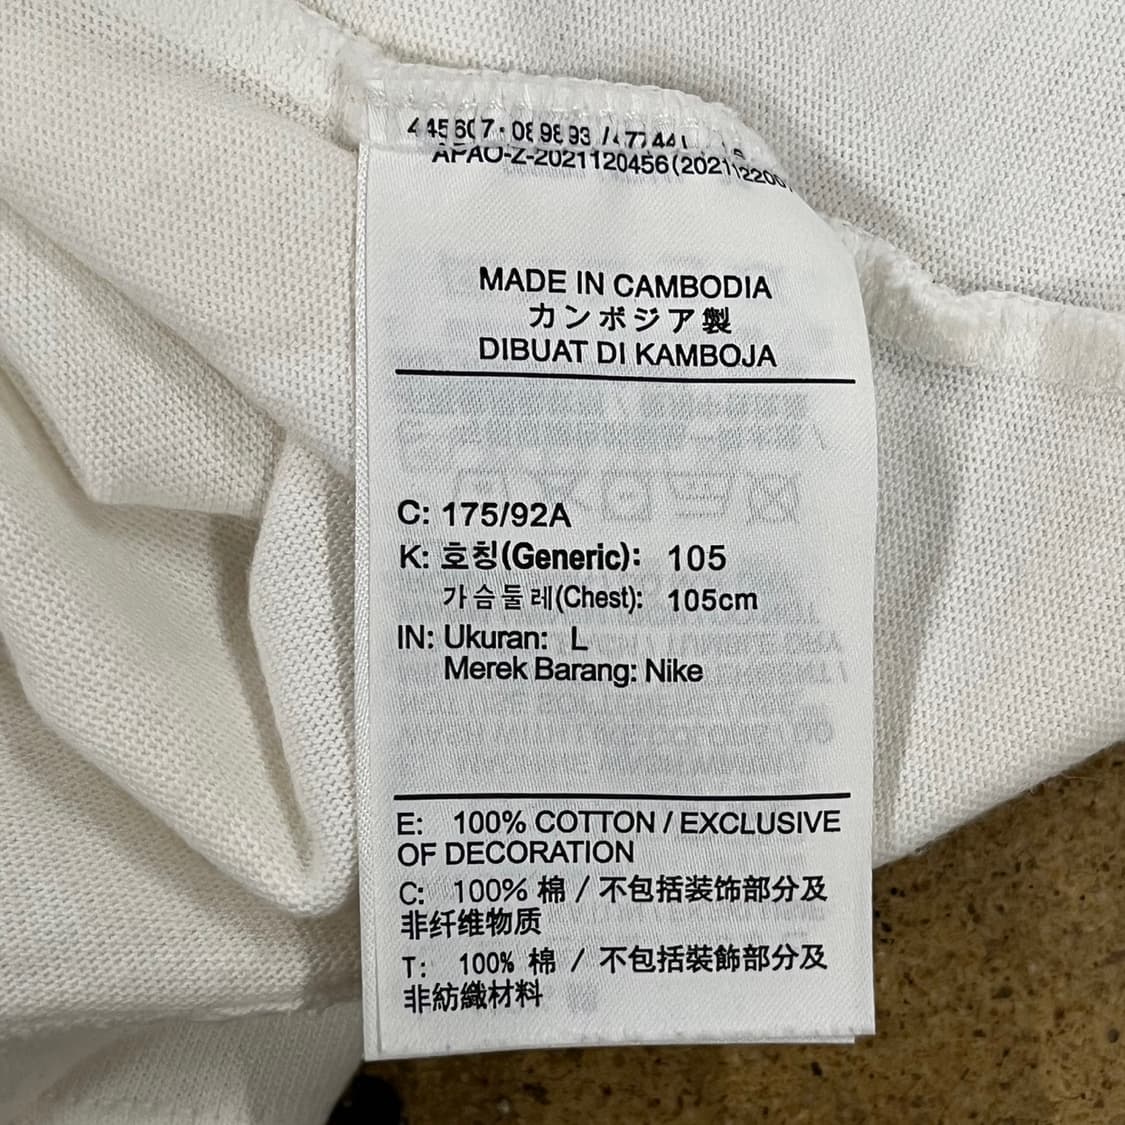 APAO-Z-2021120456(20211
MADE IN CAMBODIA
カンボジア製
DIBUAT DI KAMBOJA
C: 175/92A
K: 호칭(Generic): 105
가슴둘레(Chest): 105cm
IN: Ukuran: L
Merek Barang: Nike
E: 100% COTTON / EXCLUSIVE
OF DECORATION
C: 100% 棉 / 不包括装饰部分及
非纤维物质
T: 100% 棉 / 不包括裝飾部分及
非紡織材料